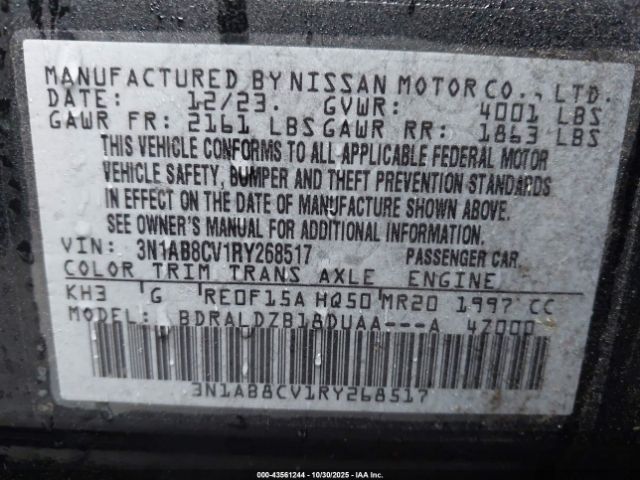 MANUFACTURED BY NISSAN MOTOR CO., LTD.
DATE: 12/23. GVWR: 4001 LBS
GAWR FR: 2161 LBS GAWR RR: 1863 LBS
THIS VEHICLE CONFORMS TO ALL APPLICABLE FEDERAL MOTOR
VEHICLE SAFETY, BUMPER AND THEFT PREVENTION STANDARDS
IN EFFECT ON THE DATE OF MANUFACTURE SHOWN ABOVE.
SEE OWNER'S MANUAL FOR ADDITIONAL INFORMATION.
VIN: 3N1AB8CV1RY268517 PASSENGER CAR
COLOR TRIM TRANS AXLE ENGINE
KH3 G RE0F15A HQ50 MR20 1997 CC
MODEL: BDRALDZB18DUAA---A 47000
3N1AB8CV1RY268517
000-43561244 - 10/30/2025 - IAA Inc.